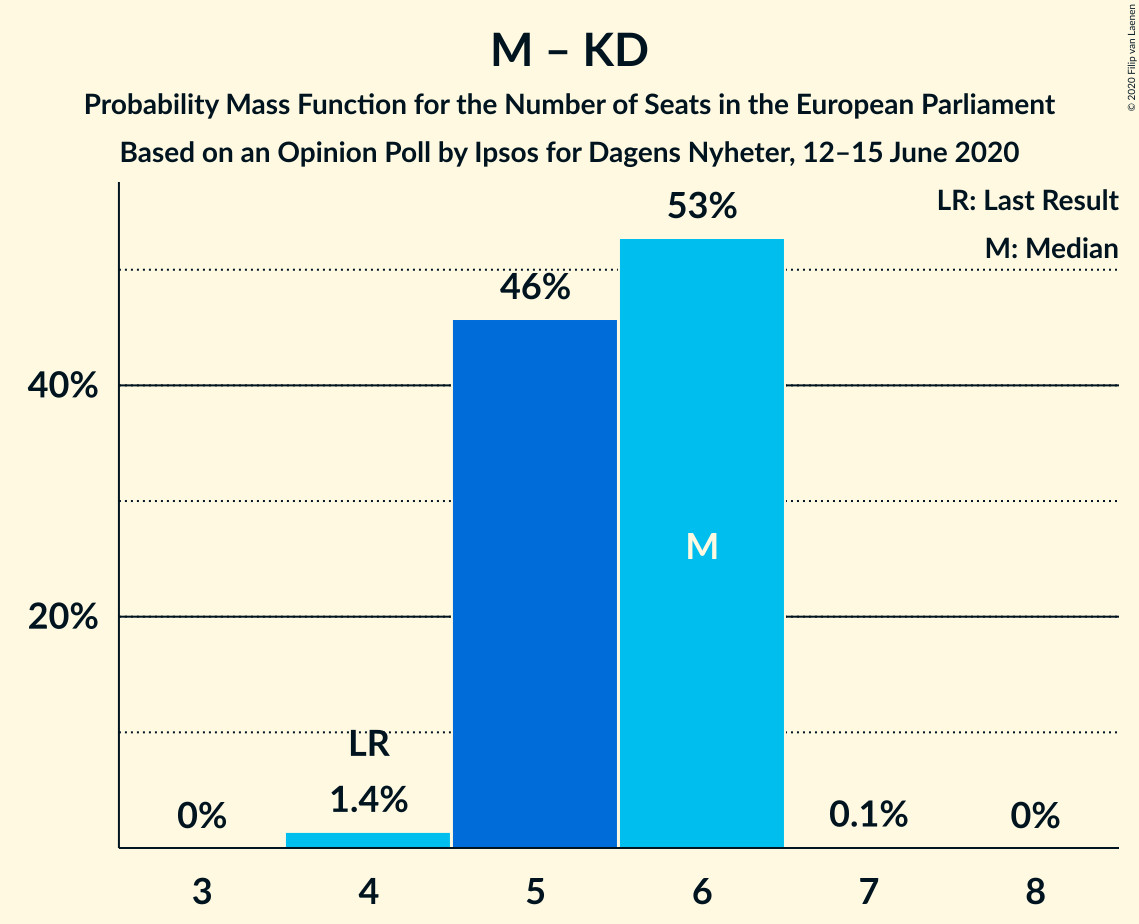 M – KD
Probability Mass Function for the Number of Seats in the European Parliament
Based on an Opinion Poll by Ipsos for Dagens Nyheter, 12–15 June 2020
© 2020 Filip van Laenen
LR: Last Result
M: Median
53%
46%
40%
M
20%
LR
0%
1.4%
0.1%
0%
3
4
5
6
7
8